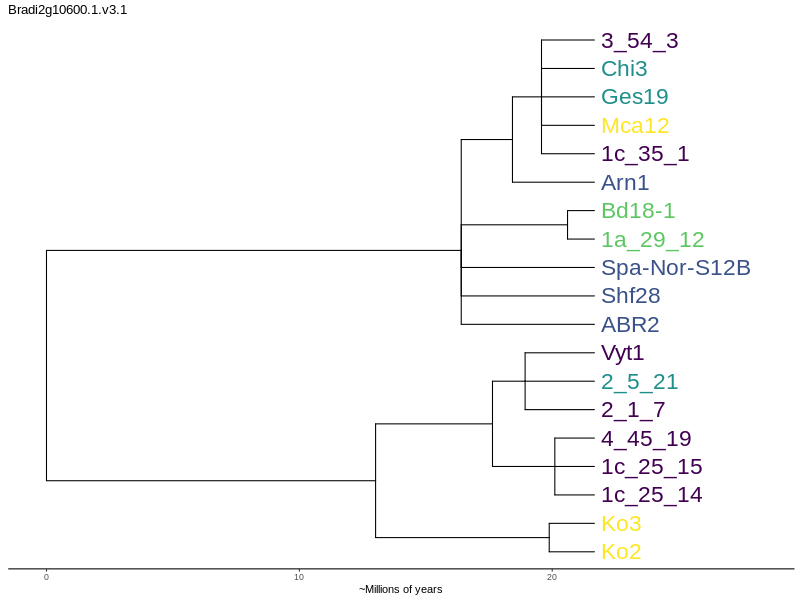 Bradi2g10600.1.v3.1
3_54_3
Chi3
Ges19
Mca12
1c_35_1
Arn1
Bd18-1
1a_29_12
Spa-Nor-S12B
Shf28
ABR2
Vyt1
2_5_21
2_1_7
4_45_19
1c_25_15
1c_25_14
Ko3
Ko2
0 10 20
~Millions of years